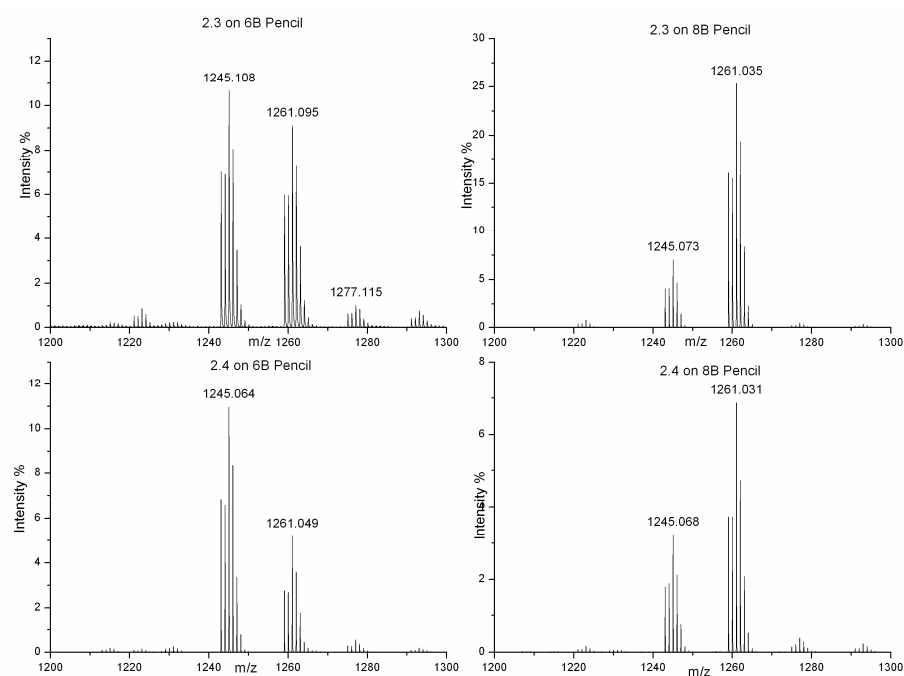 2.3 on 6B Pencil
12
10
8
6
4
2
0
Intensity %
1245.108
1261.095
1277.115
1200 1220 1240 1260 1280 1300
m/z
2.3 on 8B Pencil
30
25
20
15
10
5
0
Intensity %
1245.073
1261.035
1200 1220 1240 1260 1280 1300
m/z
2.4 on 6B Pencil
12
10
8
6
4
2
0
Intensity %
1245.064
1261.049
1200 1220 1240 1260 1280 1300
m/z
2.4 on 8B Pencil
8
6
4
2
0
Intensity %
1261.031
1245.068
1200 1220 1240 1260 1280 1300
m/z